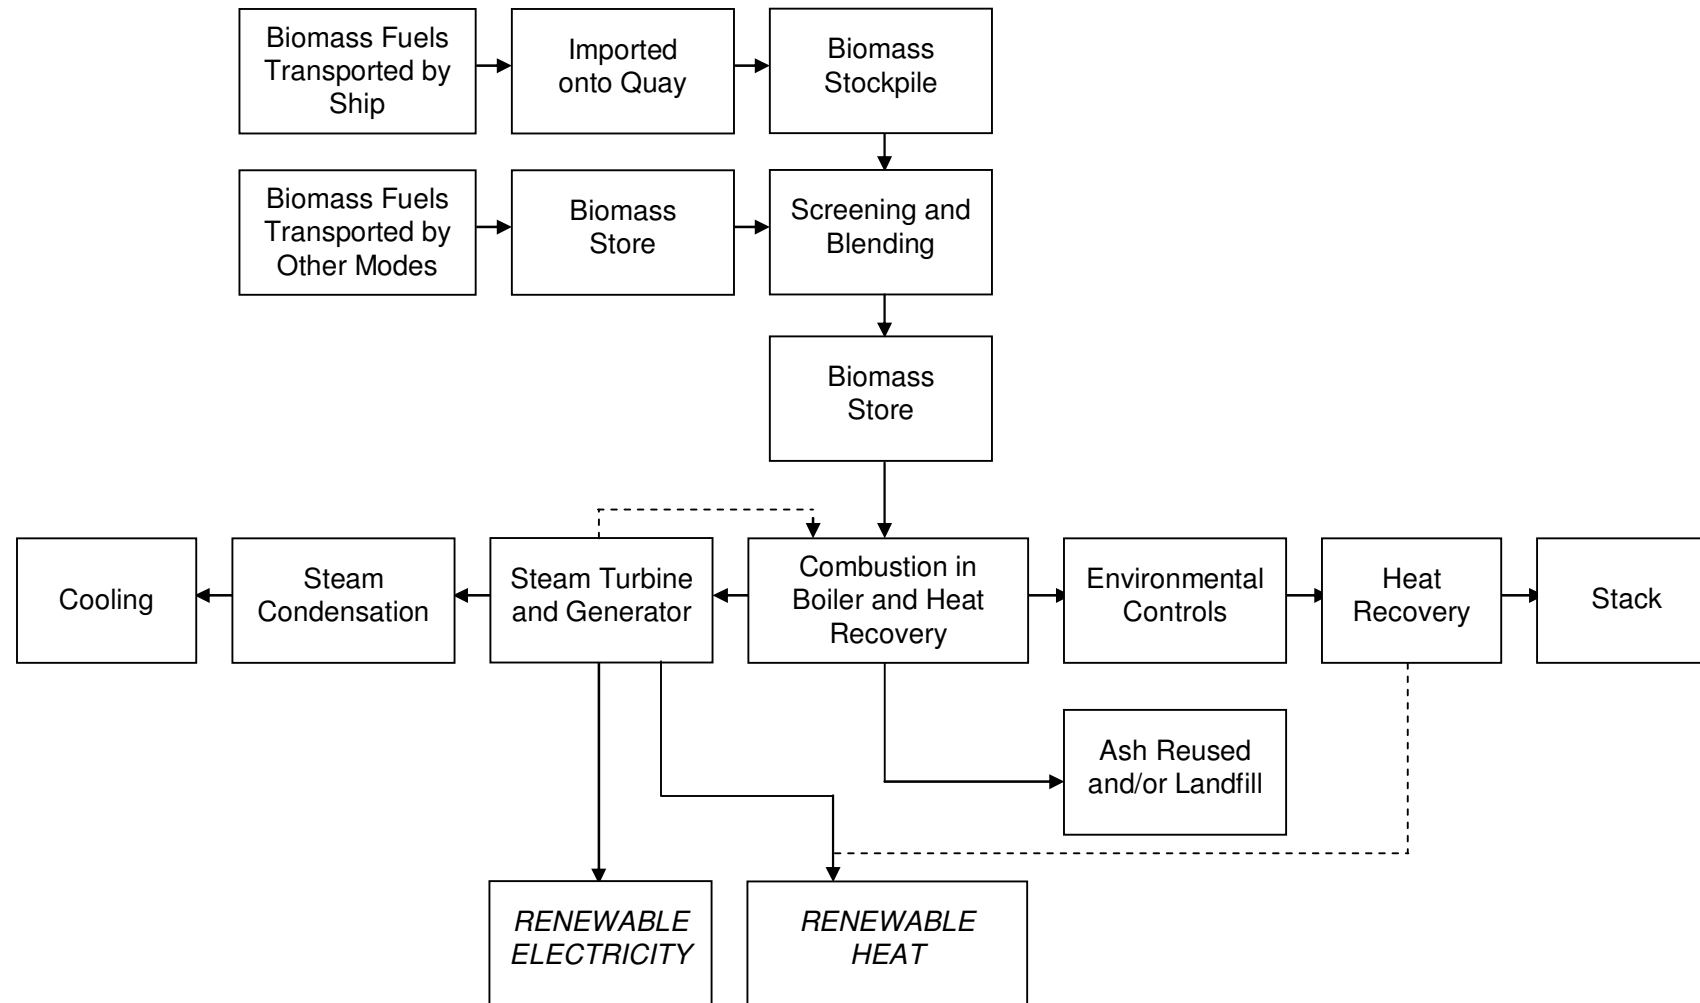 Biomass Fuels
Transported by
Ship
Imported
onto Quay
Biomass
Stockpile
Biomass Fuels
Transported by
Other Modes
Biomass
Store
Screening and
Blending
Biomass
Store
Cooling
Steam
Condensation
Steam Turbine
and Generator
Combustion in
Boiler and Heat
Recovery
Environmental
Controls
Heat
Recovery
Stack
Ash Reused
and/or Landfill
RENEWABLE
ELECTRICITY
RENEWABLE
HEAT